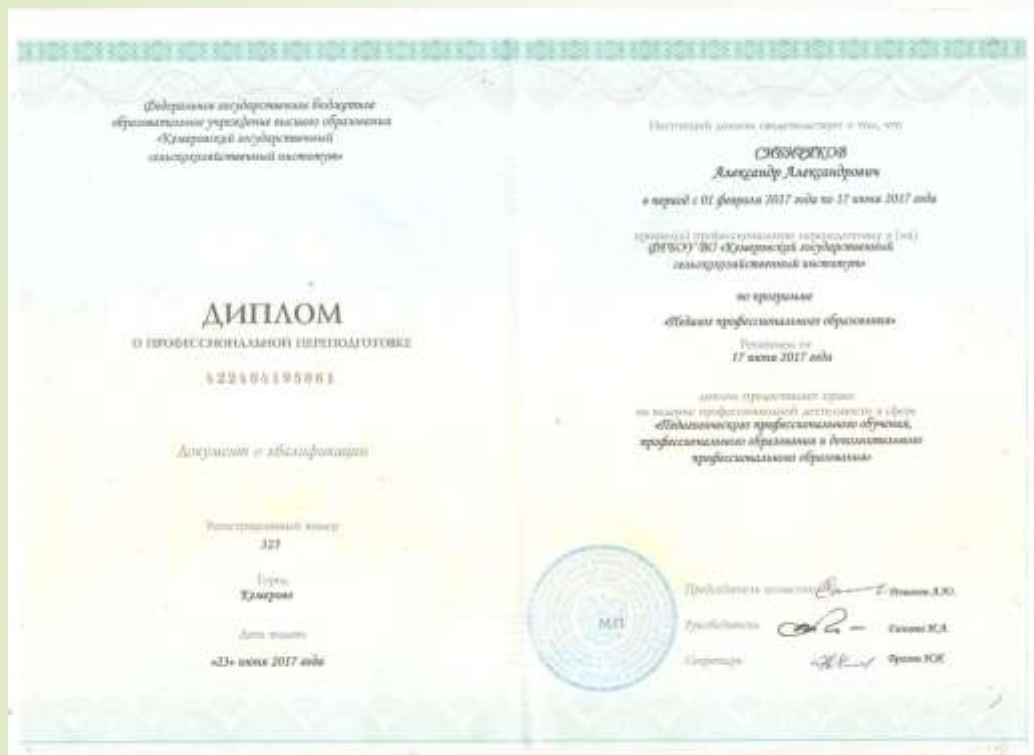 Федеральное государственное бюджетное
образовательное учреждение высшего образования
«Кемеровский государственный
сельскохозяйственный институт»
ДИПЛОМ
О ПРОФЕССИОНАЛЬНОЙ ПЕРЕПОДГОТОВКЕ
422404195061
Документ о квалификации
Регистрационный номер
Город
Кемерово
Дата выдачи
«23» июня 2017 года
Настоящий диплом свидетельствует о том, что
Александр Александрович
в период с 01 февраля 2017 года по 17 июня 2017 года
профессиональную переподготовку в (на)
ФГБОУ ВО «Кемеровский государственный
сельскохозяйственный институт»
по программе
«Педагог профессионального образования»
Решением от
17 июня 2017 года
диплом предоставляет право
на ведение профессиональной деятельности в сфере
«Педагогического профессионального обучения,
профессионального образования и дополнительного
профессионального образования»
М.П.
Председатель комиссии
Руководитель
Секретарь